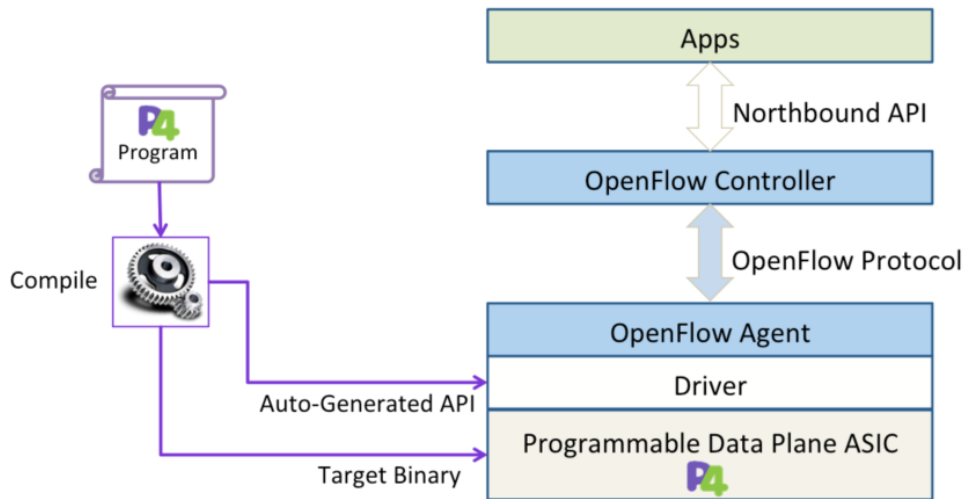 Apps
Northbound API
P4
Program
OpenFlow Controller
Compile
OpenFlow Protocol
OpenFlow Agent
Driver
Auto-Generated API
Programmable Data Plane ASIC
Target Binary
P4